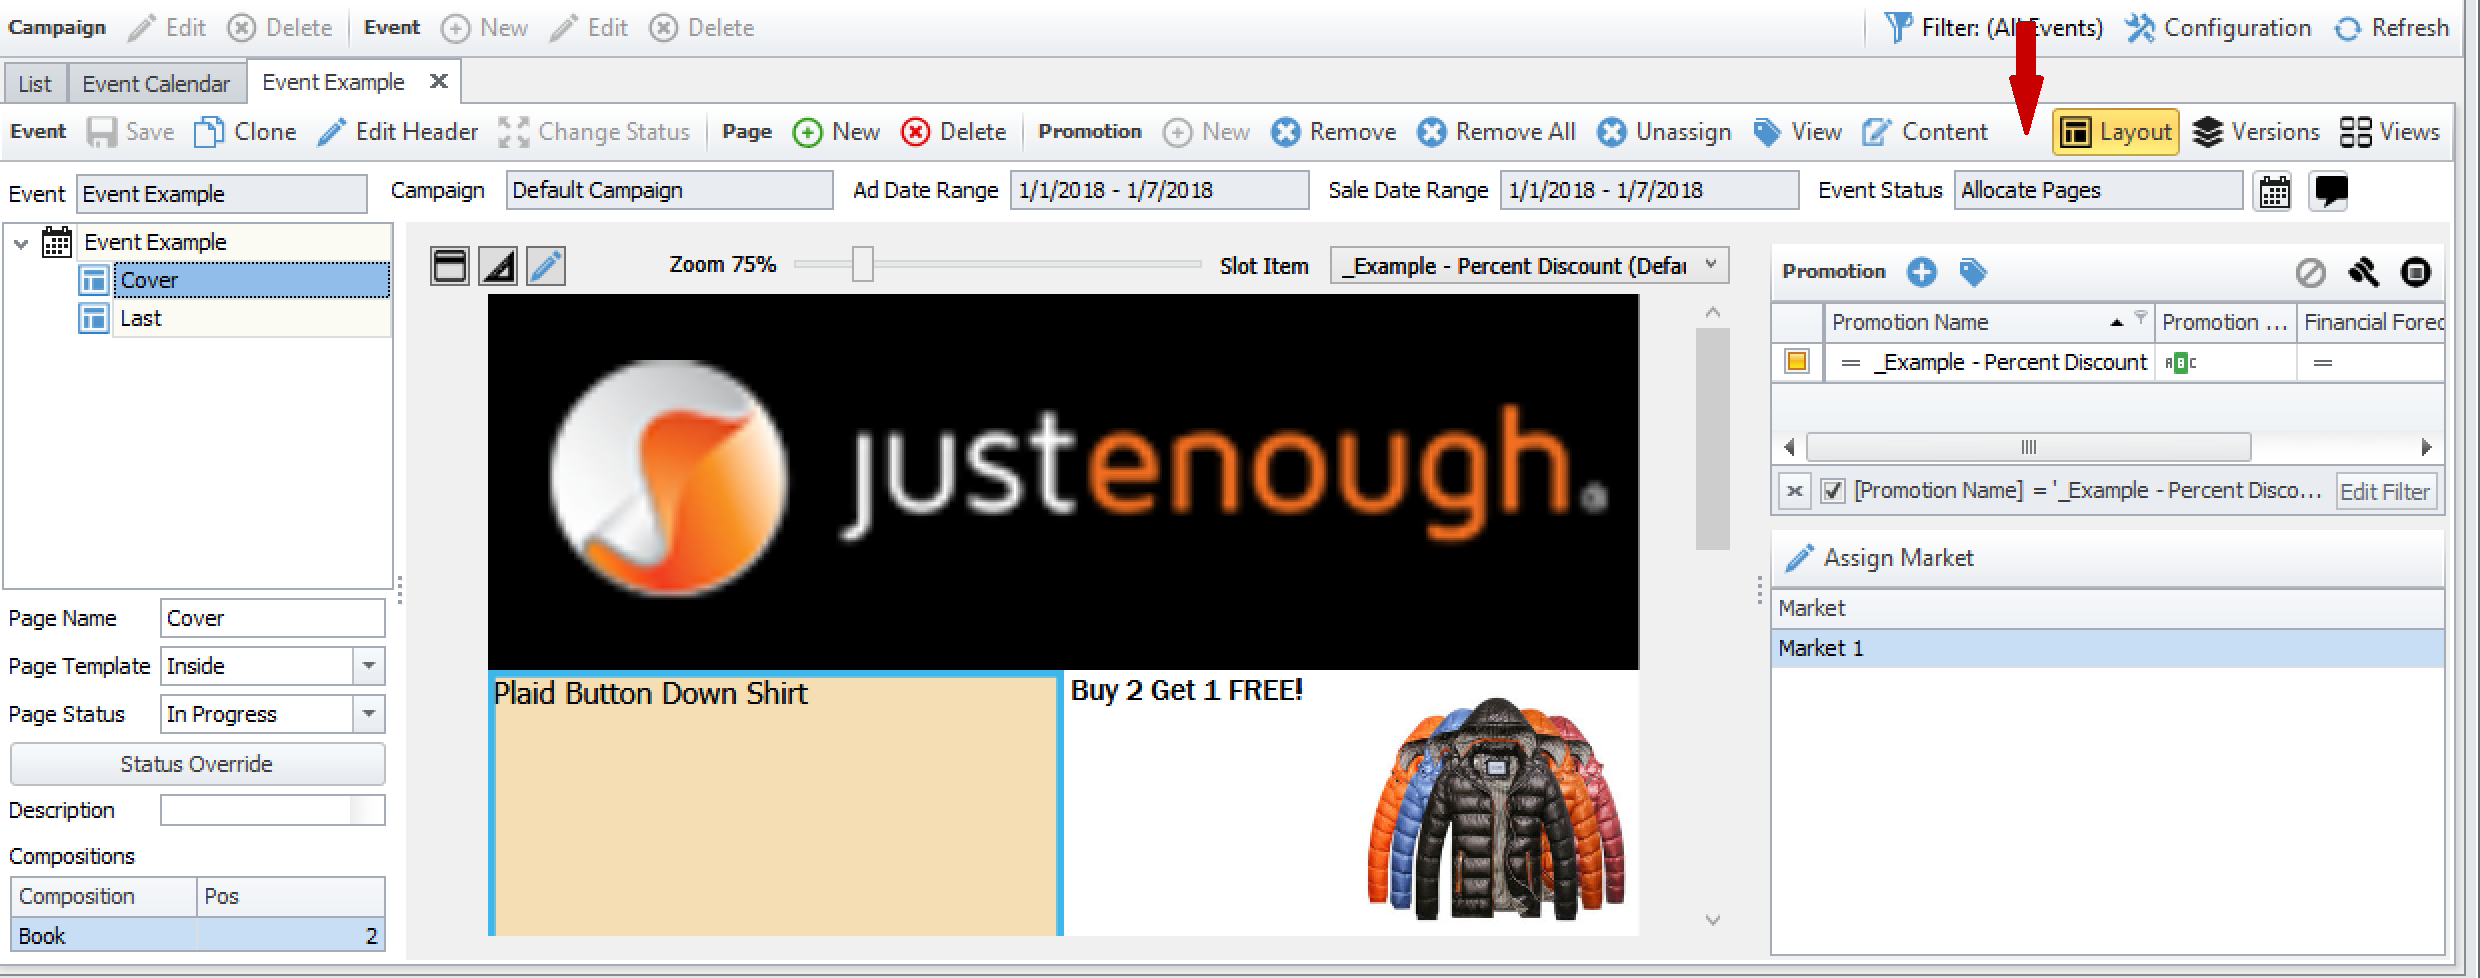 Campaign Edit Delete Event New Edit Delete Filter: (All Events) Configuration Refresh
List Event Calendar Event Example
Event Save Clone Edit Header Change Status Page New Delete Promotion New Remove Remove All Unassign View Content Layout Versions Views
Event Event Example Campaign Default Campaign Ad Date Range 1/1/2018 - 1/7/2018 Sale Date Range 1/1/2018 - 1/7/2018 Event Status Allocate Pages
Event Example
Cover
Last
Page Name Cover
Page Template Inside
Page Status In Progress
Status Override
Description
Compositions
Composition Pos
Book 2
Zoom 75% Slot Item _Example - Percent Discount (Defau
justenough.
Plaid Button Down Shirt
Buy 2 Get 1 FREE!
Promotion
Promotion Name Promotion ... Financial Forec
_Example - Percent Discount ABC
[Promotion Name] = '_Example - Percent Disco... Edit Filter
Assign Market
Market
Market 1